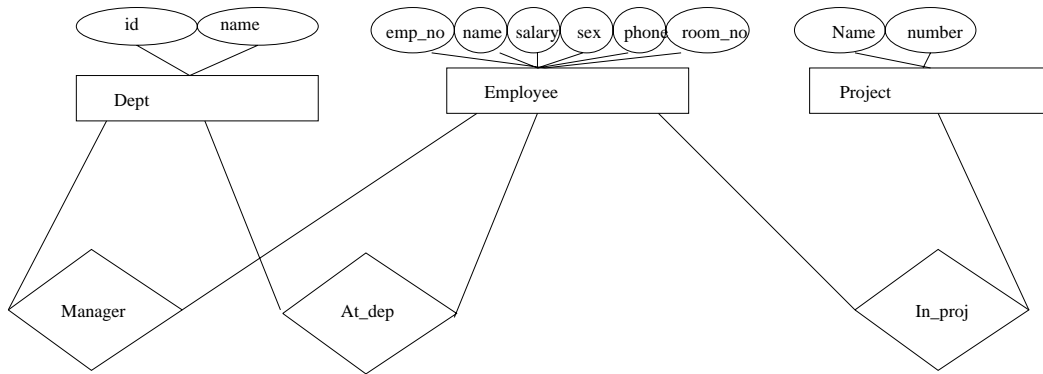 id name emp_no name salary sex phone room_no Name number
Dept Employee Project
Manager At_dep In_proj